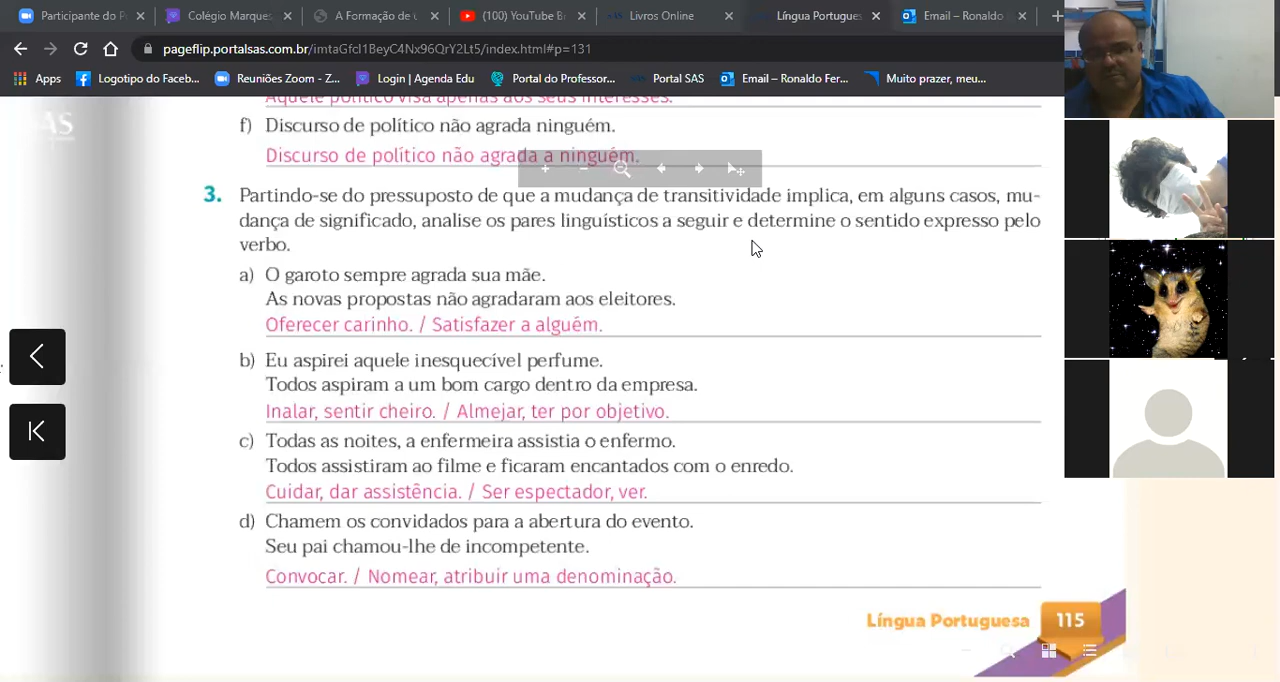 Participante do P
Colégio Marques
A Formação de u
(100) YouTube B
Livros Online
Língua Portugues
Email – Ronaldo
pageflip.portalsas.com.br/imtaGfcI1BeyC4Nx96QrY2Lt5/index.html#p=131
Apps
Logotipo do Faceb...
Reuniões Zoom - Z...
Login | Agenda Edu
Portal do Professor...
Portal SAS
Email – Ronaldo Fer...
Muito prazer, meu...
Aquele político visa apenas aos seus interesses.
f) Discurso de político não agrada ninguém.
Discurso de político não agrada a ninguém.
3. Partindo-se do pressuposto de que a mudança de transitividade implica, em alguns casos, mu-
dança de significado, analise os pares linguísticos a seguir e determine o sentido expresso pelo
verbo.
a) O garoto sempre agrada sua mãe.
As novas propostas não agradaram aos eleitores.
Oferecer carinho. / Satisfazer a alguém.
b) Eu aspirei aquele inesquecível perfume.
Todos aspiram a um bom cargo dentro da empresa.
Inalar, sentir cheiro. / Almejar, ter por objetivo.
c) Todas as noites, a enfermeira assistia o enfermo.
Todos assistiram ao filme e ficaram encantados com o enredo.
Cuidar, dar assistência. / Ser espectador, ver.
d) Chamem os convidados para a abertura do evento.
Seu pai chamou-lhe de incompetente.
Convocar. / Nomear, atribuir uma denominação.
Língua Portuguesa 115